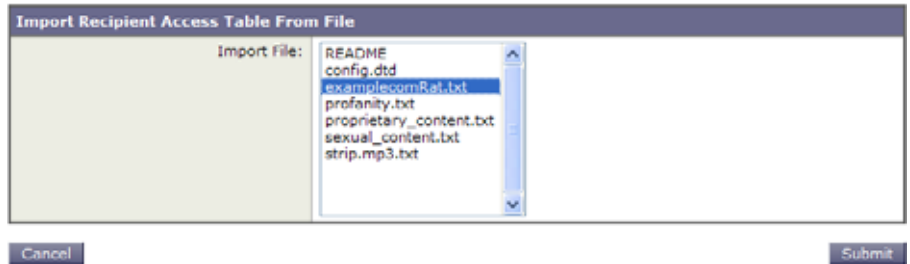 Import Recipient Access Table From File
Import File:
README
config.dtd
examplecomRat.txt
profanity.txt
proprietary_content.txt
sexual_content.txt
strip.mp3.txt
Cancel
Submit